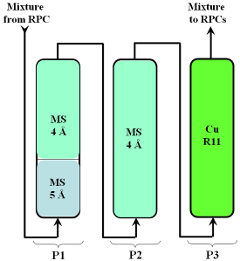 Mixture
from RPC
Mixture
to RPCs
MS
4 Å
MS
5 Å
MS
4 Å
Cu
R11
P1
P2
P3